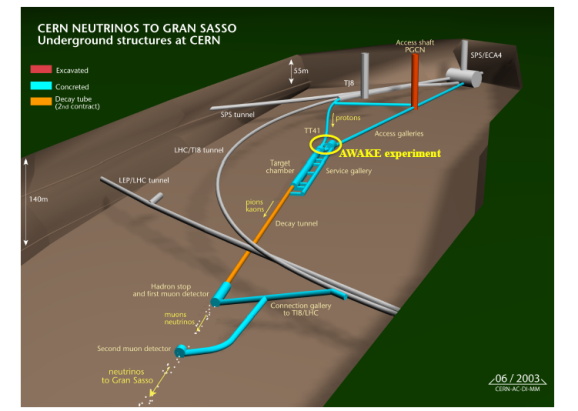 CERN NEUTRINOS TO GRAN SASSO
Underground structures at CERN
Excavated
Concreted
Decay tube
(2nd contract)
Access shaft
PGCN
SPS/ECA4
55m
TJ8
SPS tunnel
protons
TT41
Access galleries
LHC/TI8 tunnel
AWAKE experiment
Target
chamber
Service gallery
LEP/LHC tunnel
140m
pions
kaons
Decay tunnel
Hadron stop
and first muon detector
Connection gallery
to TI8/LHC
muons
neutrinos
Second muon detector
neutrinos
to Gran Sasso
06 / 2003
CERN-AC-DI-MM